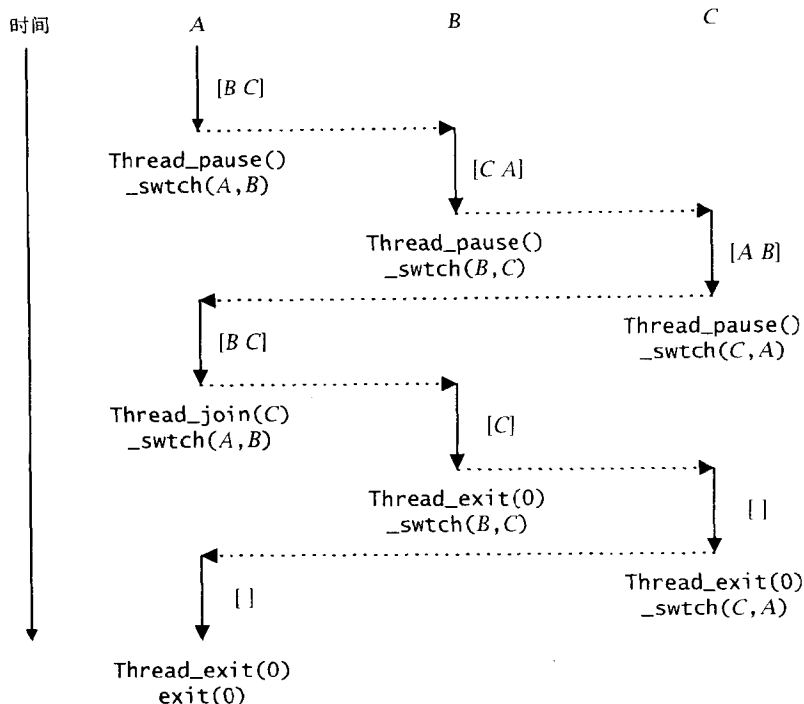 时间 A B C
[B C]
Thread_pause()
_swtch(A,B)
[C A]
Thread_pause()
_swtch(B,C)
[A B]
Thread_pause()
_swtch(C,A)
[B C]
Thread_join(C)
_swtch(A,B)
[C]
Thread_exit(0)
_swtch(B,C)
[ ]
Thread_exit(0)
_swtch(C,A)
[ ]
Thread_exit(0)
exit(0)